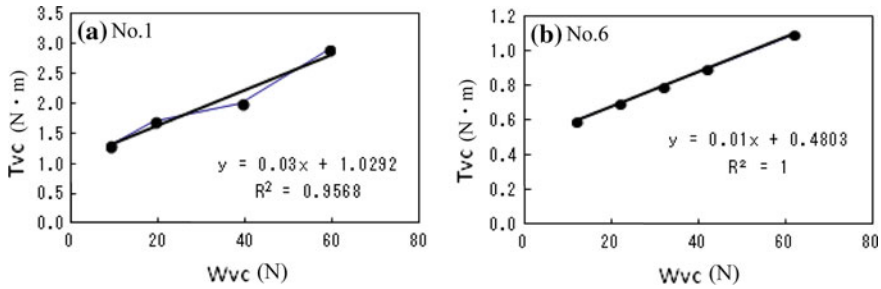 (a) No.1
3.5
3.0
2.5
2.0
1.5
1.0
0.5
0.0
Tvc (N・m)
y = 0.03x + 1.0292
R² = 0.9568
0 20 40 60 80
Wvc (N)
(b) No.6
1.2
1.0
0.8
0.6
0.4
0.2
0.0
Tvc (N・m)
y = 0.01x + 0.4803
R² = 1
0 20 40 60 80
Wvc (N)